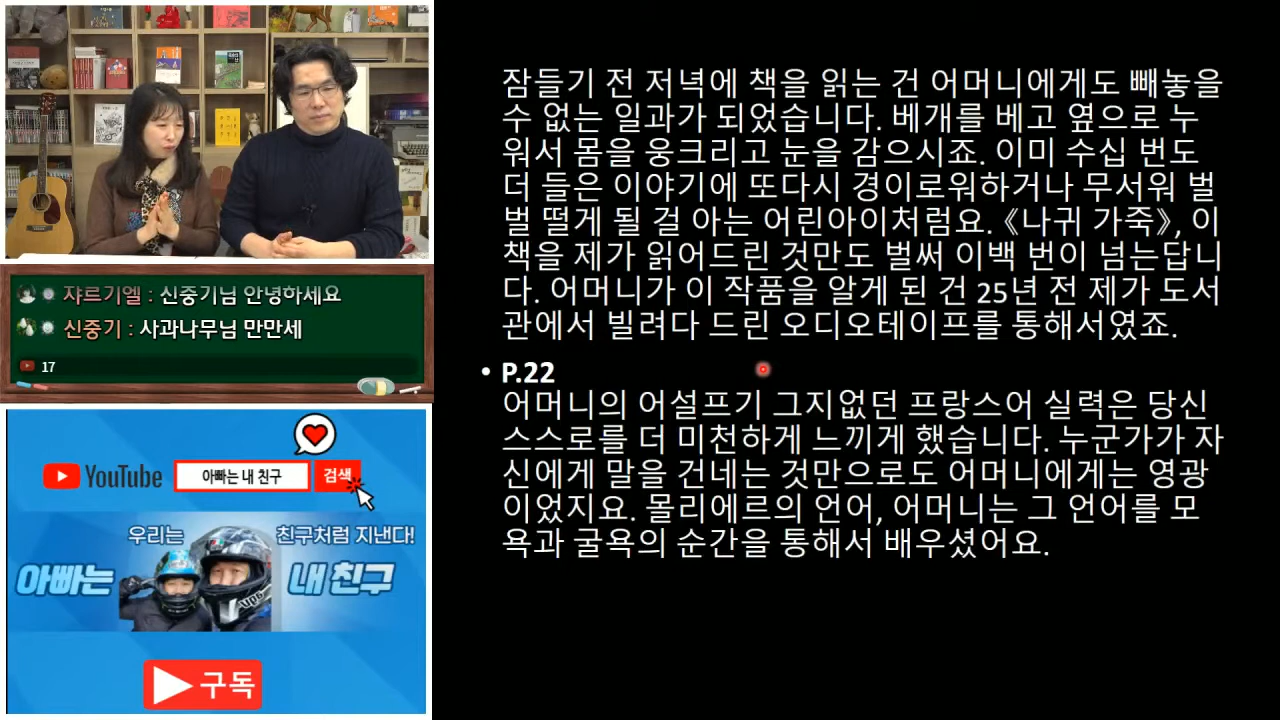 잠들기 전 저녁에 책을 읽는 건 어머니에게도 빼놓을
수 없는 일과가 되었습니다. 베개를 베고 옆으로 누
워서 몸을 웅크리고 눈을 감으시죠. 이미 수십 번도
더 들은 이야기에 또다시 경이로워하거나 무서워 벌
벌 떨게 될 걸 아는 어린아이처럼요. 《나귀 가죽》, 이
책을 제가 읽어드린 것만도 벌써 이백 번이 넘는답니
다. 어머니가 이 작품을 알게 된 건 25년 전 제가 도서
관에서 빌려다 드린 오디오테이프를 통해서였죠.
• P.22
어머니의 어설프기 그지없던 프랑스어 실력은 당신
스스로를 더 미천하게 느끼게 했습니다. 누군가가 자
신에게 말을 건네는 것만으로도 어머니에게는 영광
이었지요. 몰리에르의 언어, 어머니는 그 언어를 모
욕과 굴욕의 순간을 통해서 배우셨어요.
쟈르기엘 : 신중기님 안녕하세요
신중기 : 사과나무님 만만세
17
YouTube 아빠는 내 친구 검색
우리는 친구처럼 지낸다!
아빠는 내 친구
구독